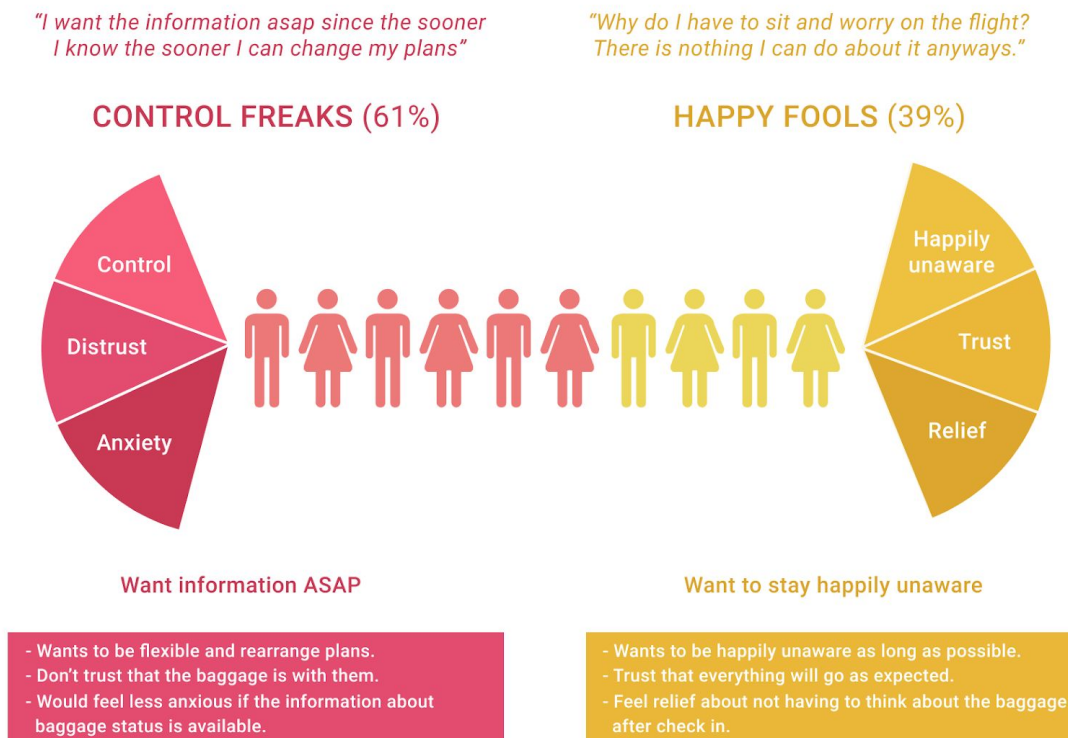 "I want the information asap since the sooner
I know the sooner I can change my plans"
CONTROL FREAKS (61%)
Control
Distrust
Anxiety
Want information ASAP
- Wants to be flexible and rearrange plans.
- Don't trust that the baggage is with them.
- Would feel less anxious if the information about
baggage status is available.
"Why do I have to sit and worry on the flight?
There is nothing I can do about it anyways."
HAPPY FOOLS (39%)
Happily
unaware
Trust
Relief
Want to stay happily unaware
- Wants to be happily unaware as long as possible.
- Trust that everything will go as expected.
- Feel relief about not having to think about the baggage
after check in.